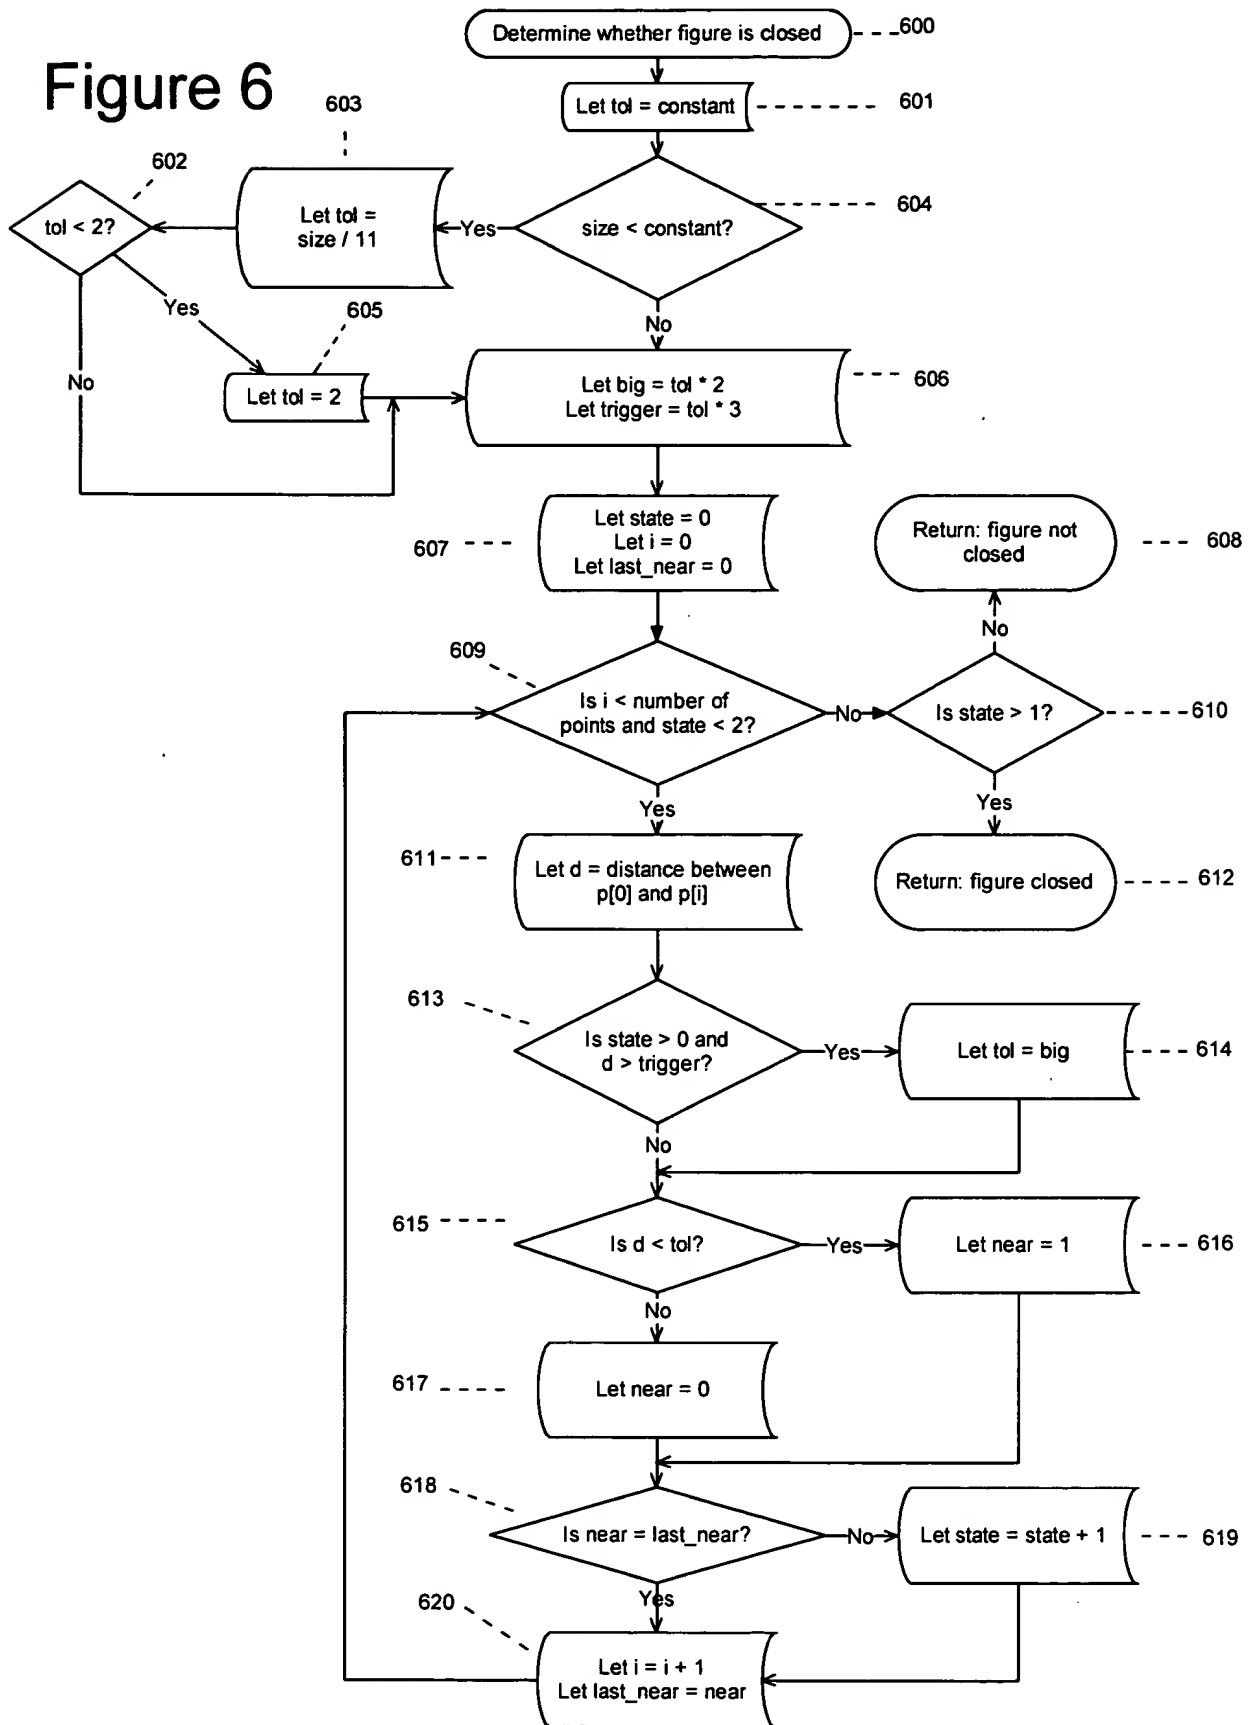 Figure 6
Determine whether figure is closed
600
Let tol = constant
601
603
602
tol < 2?
Let tol =
size / 11
Yes
size < constant?
604
Yes
605
No
No
Let tol = 2
Let big = tol * 2
Let trigger = tol * 3
606
607
Let state = 0
Let i = 0
Let last_near = 0
Return: figure not
closed
608
No
609
Is i < number of
points and state < 2?
No
Is state > 1?
610
Yes
Yes
611
Let d = distance between
p[0] and p[i]
Return: figure closed
612
613
Is state > 0 and
d > trigger?
Yes
Let tol = big
614
No
615
Is d < tol?
Yes
Let near = 1
616
No
617
Let near = 0
618
Is near = last_near?
No
Let state = state + 1
619
Yes
620
Let i = i + 1
Let last_near = near